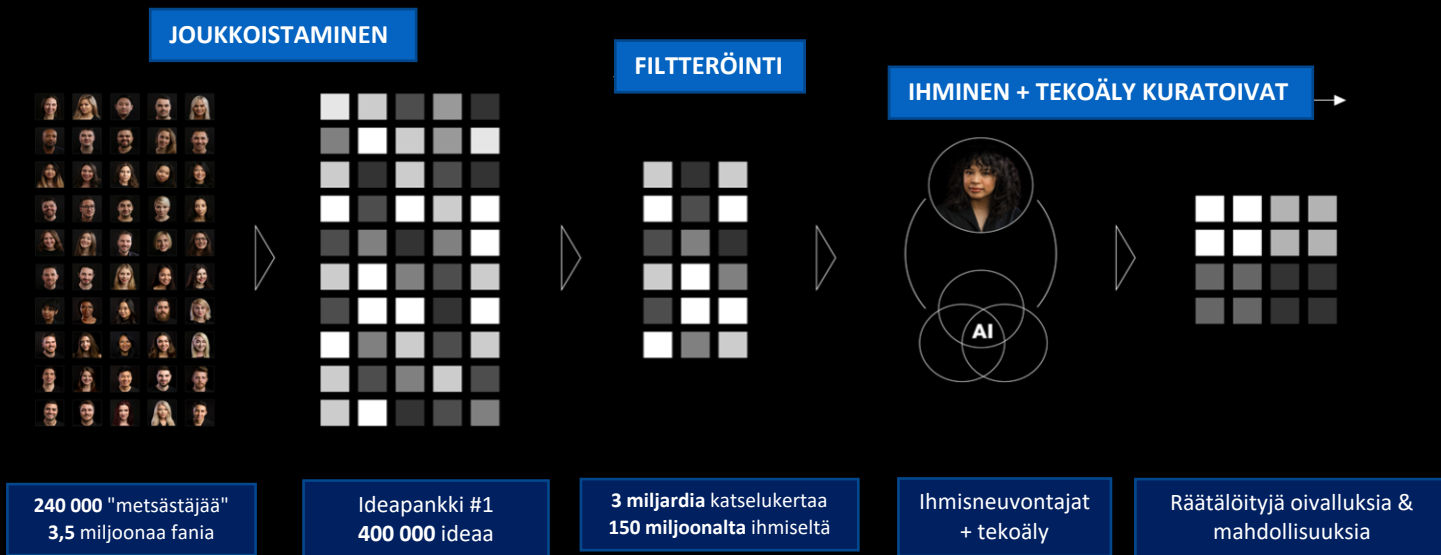 JOUKKOISTAMINEN
FILTTERÖINTI
IHMINEN + TEKOÄLY KURATOIVAT
AI
240 000 "metsästäjää"
3,5 miljoonaa fania
Ideapankki #1
400 000 ideaa
3 miljardia katselukertaa
150 miljoonalta ihmiseltä
Ihmisneuvontajat
+ tekoäly
Räätälöityjä oivalluksia &
mahdollisuuksia